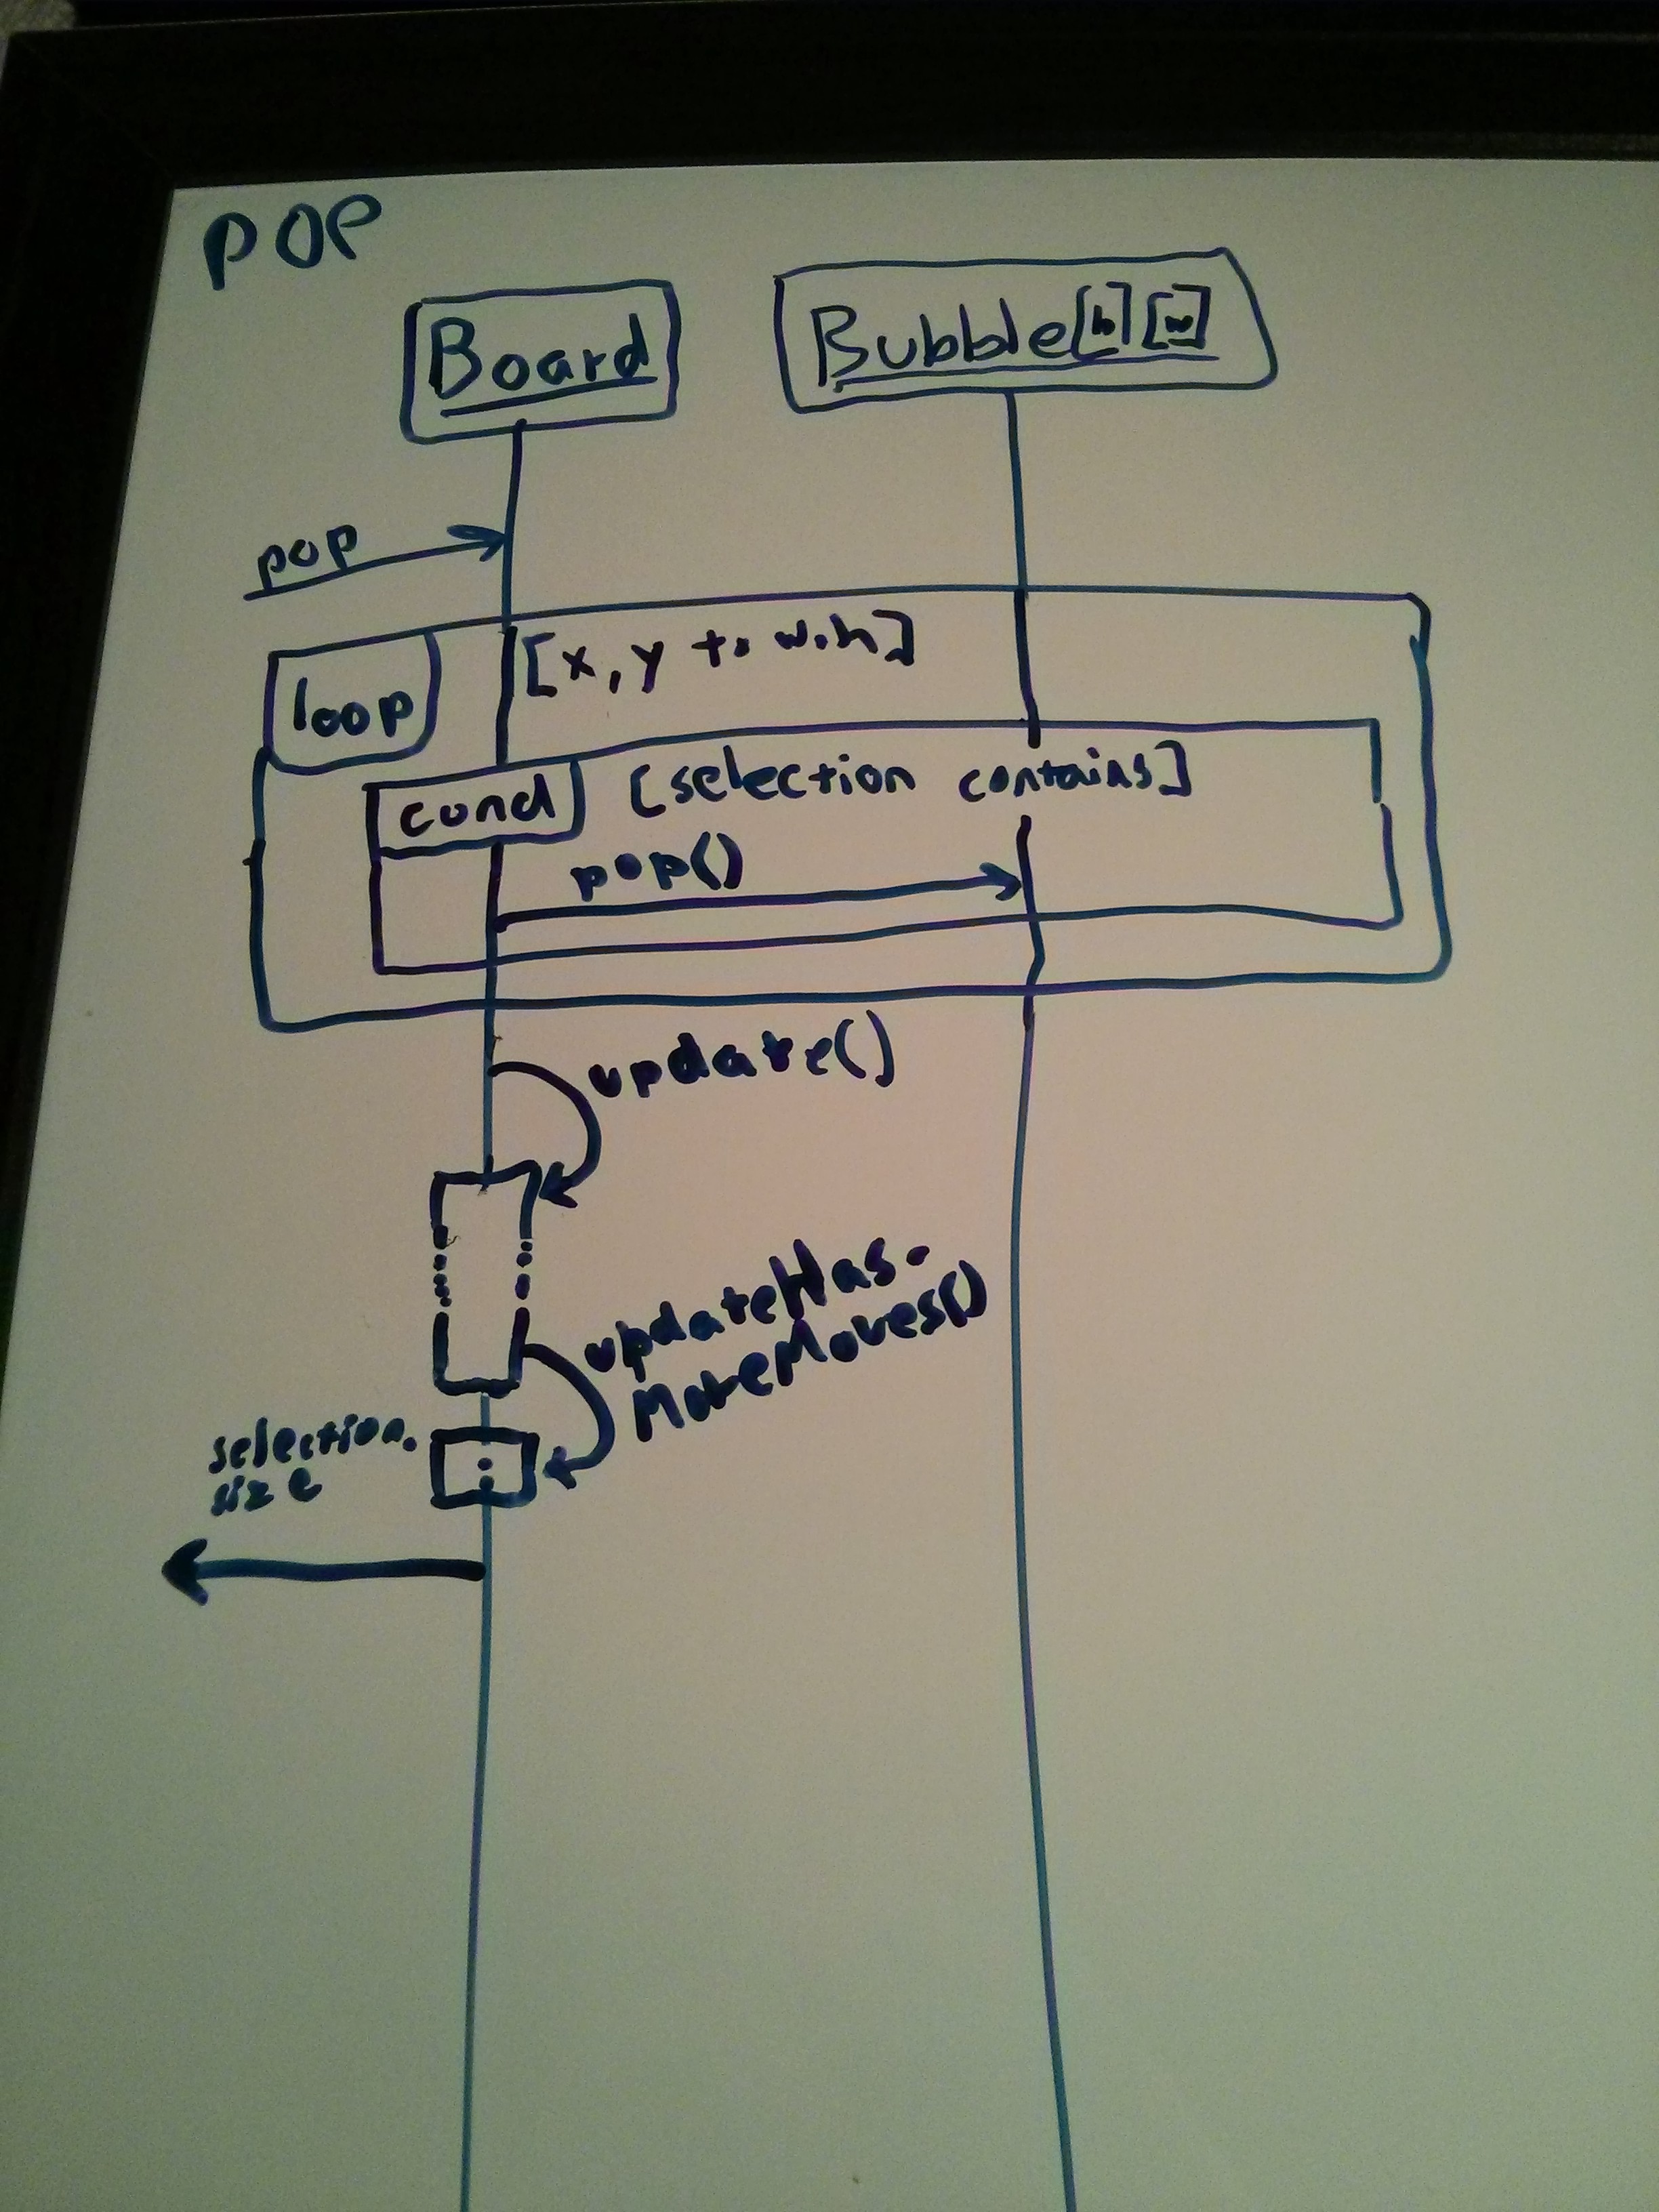 POP
Board
Bubble[h][w]
pop
loop
[x, y to w.h]
cond
[selection contains]
pop()
update()
updateHas-
MoreMoves()
selection.
size